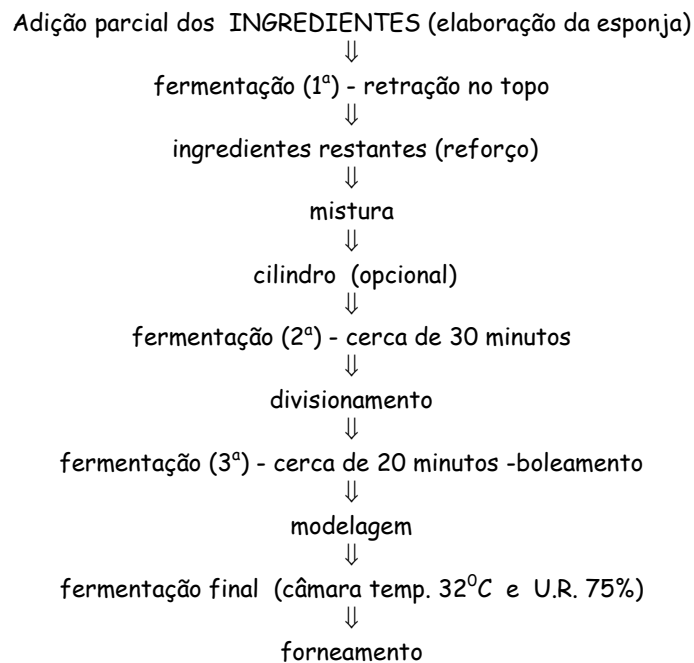 Adição parcial dos INGREDIENTES (elaboração da esponja)
⇓
fermentação (1ª) - retração no topo
⇓
ingredientes restantes (reforço)
⇓
mistura
⇓
cilindro (opcional)
⇓
fermentação (2ª) - cerca de 30 minutos
⇓
divisionamento
⇓
fermentação (3ª) - cerca de 20 minutos -boleamento
⇓
modelagem
⇓
fermentação final (câmara temp. 32⁰C e U.R. 75%)
⇓
forneamento